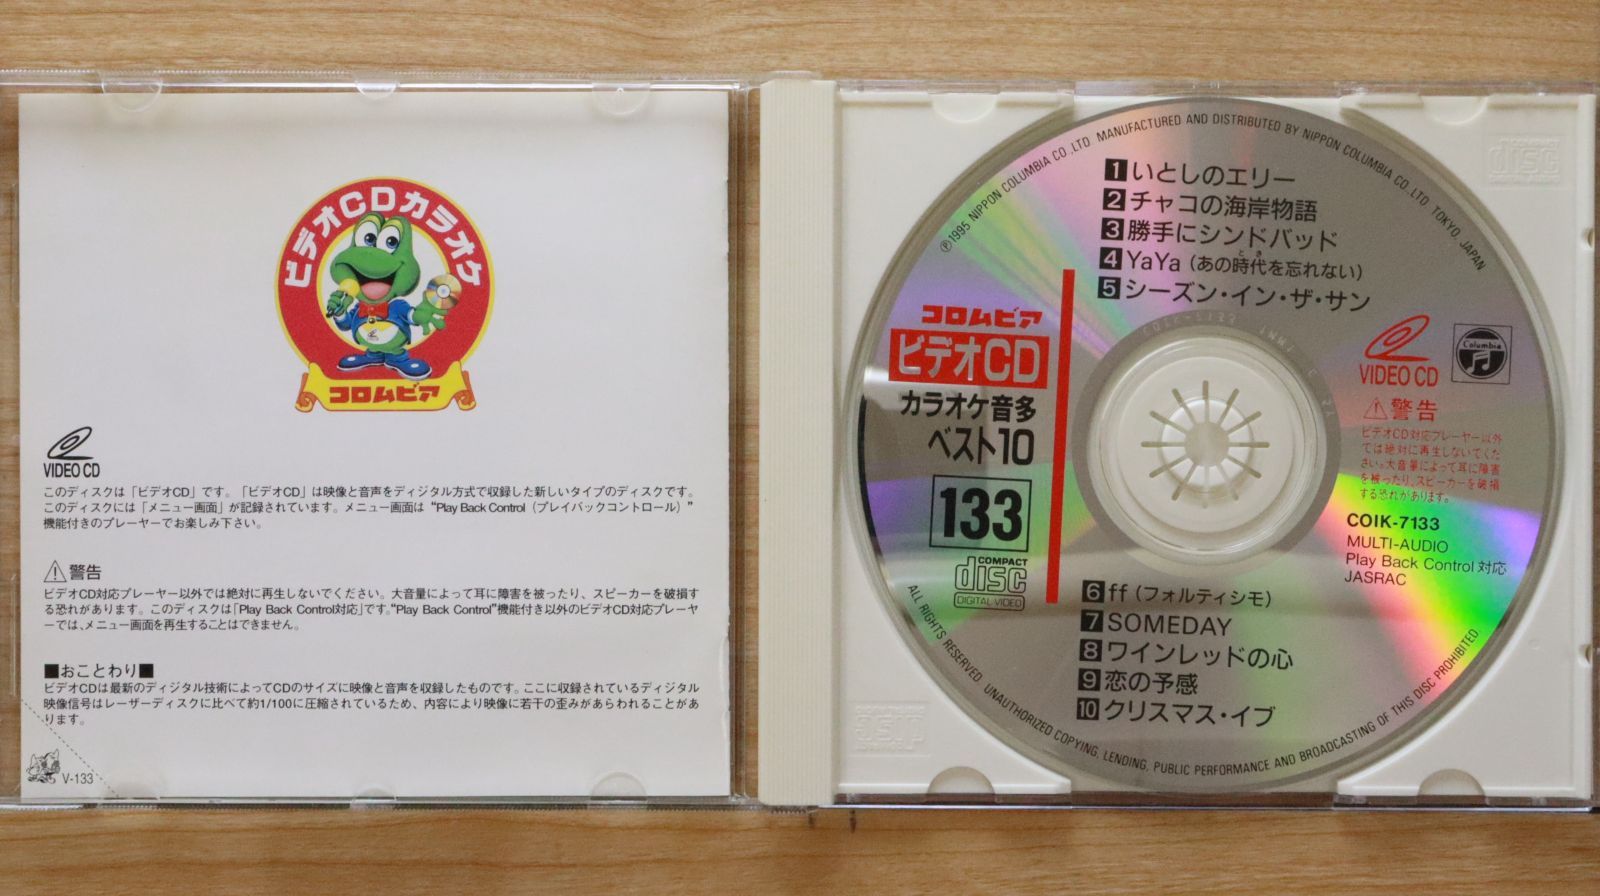 ビデオCDカラオケ
コロムビア
VIDEO CD
このディスクは「ビデオCD」です。「ビデオCD」は映像と音声をディジタル方式で収録した新しいタイプのディスクです。
このディスクには「メニュー画面」が記録されています。メニュー画面は“Play Back Control（プレイバックコントロール）”
機能付きのプレーヤーでお楽しみ下さい。
⚠警告
ビデオCD対応プレーヤー以外では絶対に再生しないでください。大音量によって耳に障害を被ったり、スピーカーを破損す
る恐れがあります。このディスクは「Play Back Control対応」です。“Play Back Control”機能付き以外のビデオCD対応プレーヤ
ーでは、メニュー画面を再生することはできません。
■おことわり■
ビデオCDは最新のディジタル技術によってCDのサイズに映像と音声を収録したものです。ここに収録されているディジタル
映像信号はレーザーディスクに比べて約1/100に圧縮されているため、内容により映像に若干の歪みがあらわれることがあ
ります。
V-133
Ⓟ1995 NIPPON COLUMBIA CO.,LTD. MANUFACTURED AND DISTRIBUTED BY NIPPON COLUMBIA CO.,LTD. TOKYO, JAPAN
1 いとしのエリー
2 チャコの海岸物語
3 勝手にシンドバッド
4 YaYa（あの時代を忘れない）
とき
5 シーズン・イン・ザ・サン
コロムビア
ビデオCD
カラオケ音多
ベスト10
133
COMPACT
disc
DIGITAL VIDEO
VIDEO CD
Columbia
⚠警告
ビデオCD対応プレーヤー以外
では絶対に再生しないでくだ
さい。大音量によって耳に障害
を被ったり、スピーカーを破損
する恐れがあります。
COIK-7133
MULTI-AUDIO
Play Back Control 対応
JASRAC
6 ff（フォルティシモ）
7 SOMEDAY
8 ワインレッドの心
9 恋の予感
10 クリスマス・イブ
ALL RIGHTS RESERVED. UNAUTHORIZED COPYING, LENDING, PUBLIC PERFORMANCE AND BROADCASTING OF THIS DISC PROHIBITED
disc